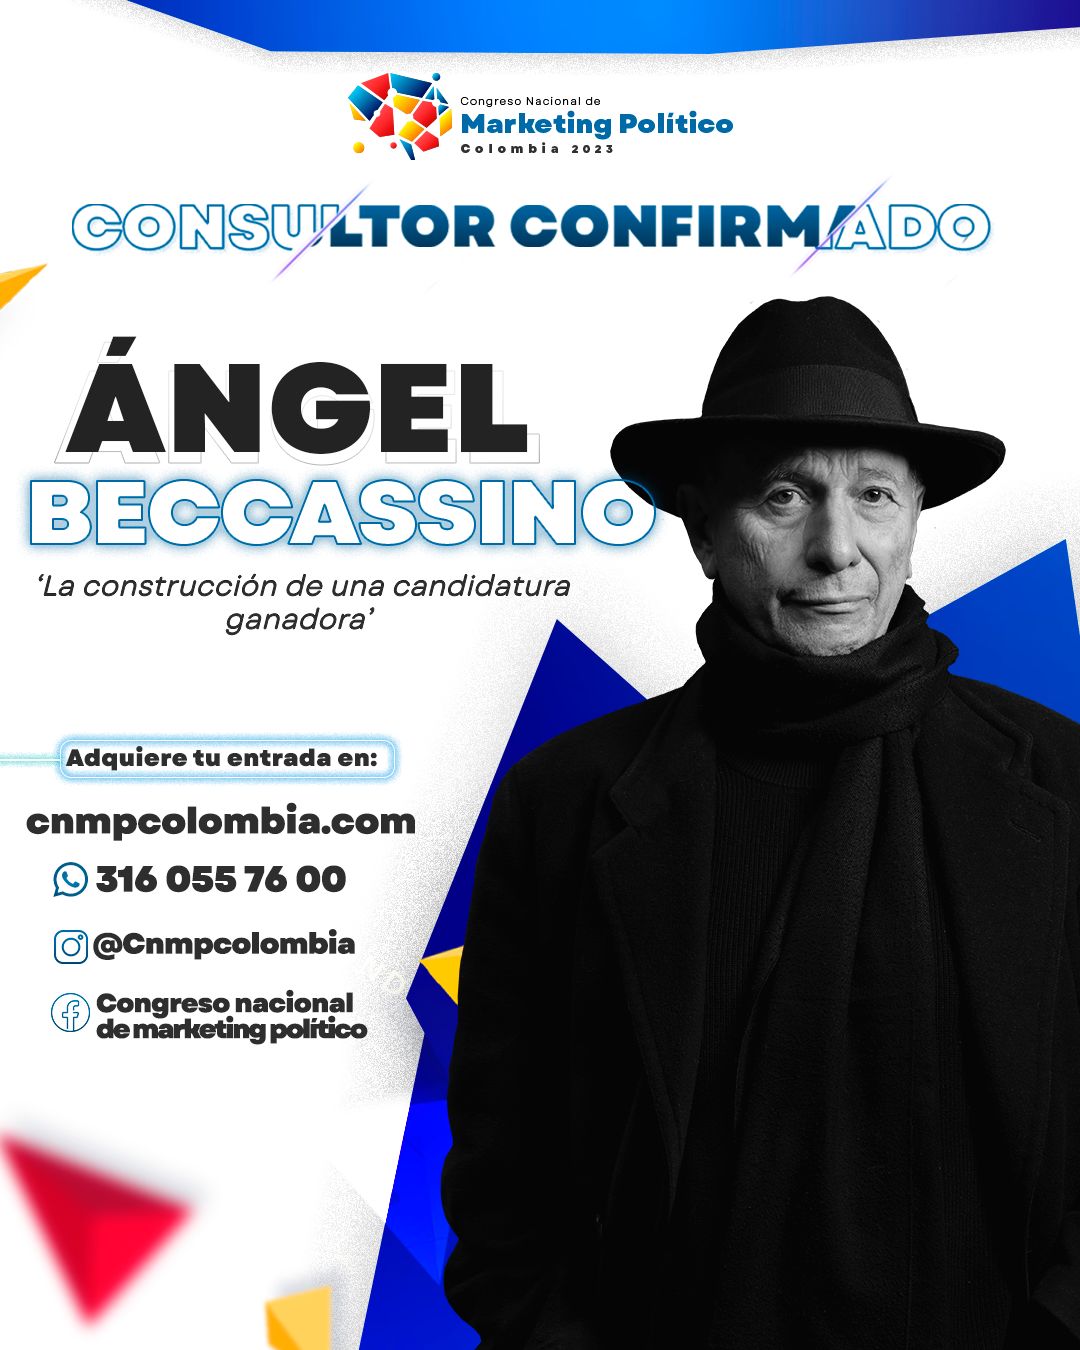 Congreso Nacional de
Marketing Político
Colombia 2023
CONSULTOR CONFIRMADO
ÁNGEL
BECCASSINO
‘La construcción de una candidatura
ganadora’
Adquiere tu entrada en:
cnmpcolombia.com
316 055 76 00
@Cnmpcolombia
Congreso nacional
de marketing político